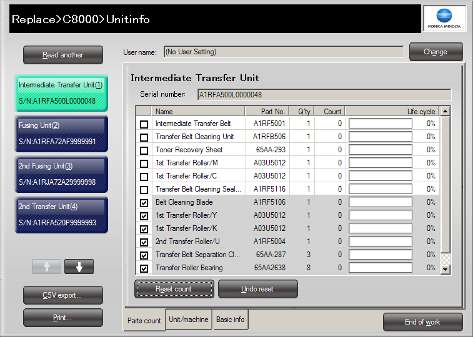 Replace>C8000>Unitinfo
KONICA MINOLTA
Read another
User name: (No User Setting)
Change
Intermediate Transfer Unit(1)
S/N:A1RFA500L0000048
Fusing Unit(2)
S/N:A1RFA72AF9999991
2nd Fusing Unit(3)
S/N:A1RJA72A29999998
2nd Transfer Unit(4)
S/N:A1RFA520F9999993
CSV export...
Print...
Intermediate Transfer Unit
Serial number: A1RFA500L0000048
Name Part No. Q'ty Count Life cycle
Intermediate Transfer Belt A1RF5001 1 0 0%
Transfer Belt Cleaning Unit A1RFB506 1 0 0%
Toner Recovery Sheet 65AA-293 1 0 0%
1st Transfer Roller/M A03U5012 1 0 0%
1st Transfer Roller/C A03U5012 1 0 0%
Transfer Belt Cleaning Seal... A1RF5116 1 0 0%
Belt Cleaning Blade A1RF5106 1 0 0%
1st Transfer Roller/Y A03U5012 1 0 0%
1st Transfer Roller/K A03U5012 1 0 0%
2nd Transfer Roller/U A1RF5004 1 0 0%
Transfer Belt Separation Cl... 65AA-287 3 0 0%
Transfer Roller Bearing 65AA2638 8 0 0%
Reset count
Undo reset
Parts count
Unit/machine
Basic info
End of work